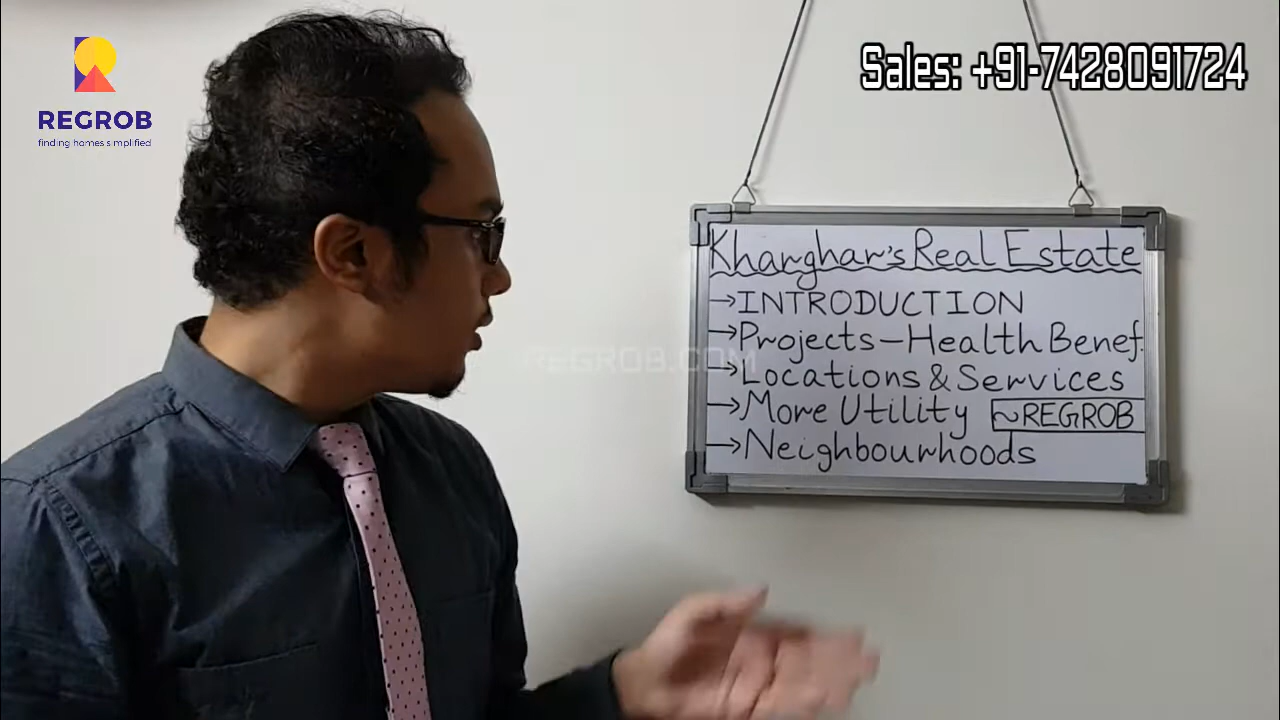 REGROB
finding homes simplified
Sales: +91-7428091724
Kharghar's Real Estate
→INTRODUCTION
→Projects-Health Benef.
→Locations & Services
→More Utility ~REGROB
→Neighbourhoods
REGROB.COM